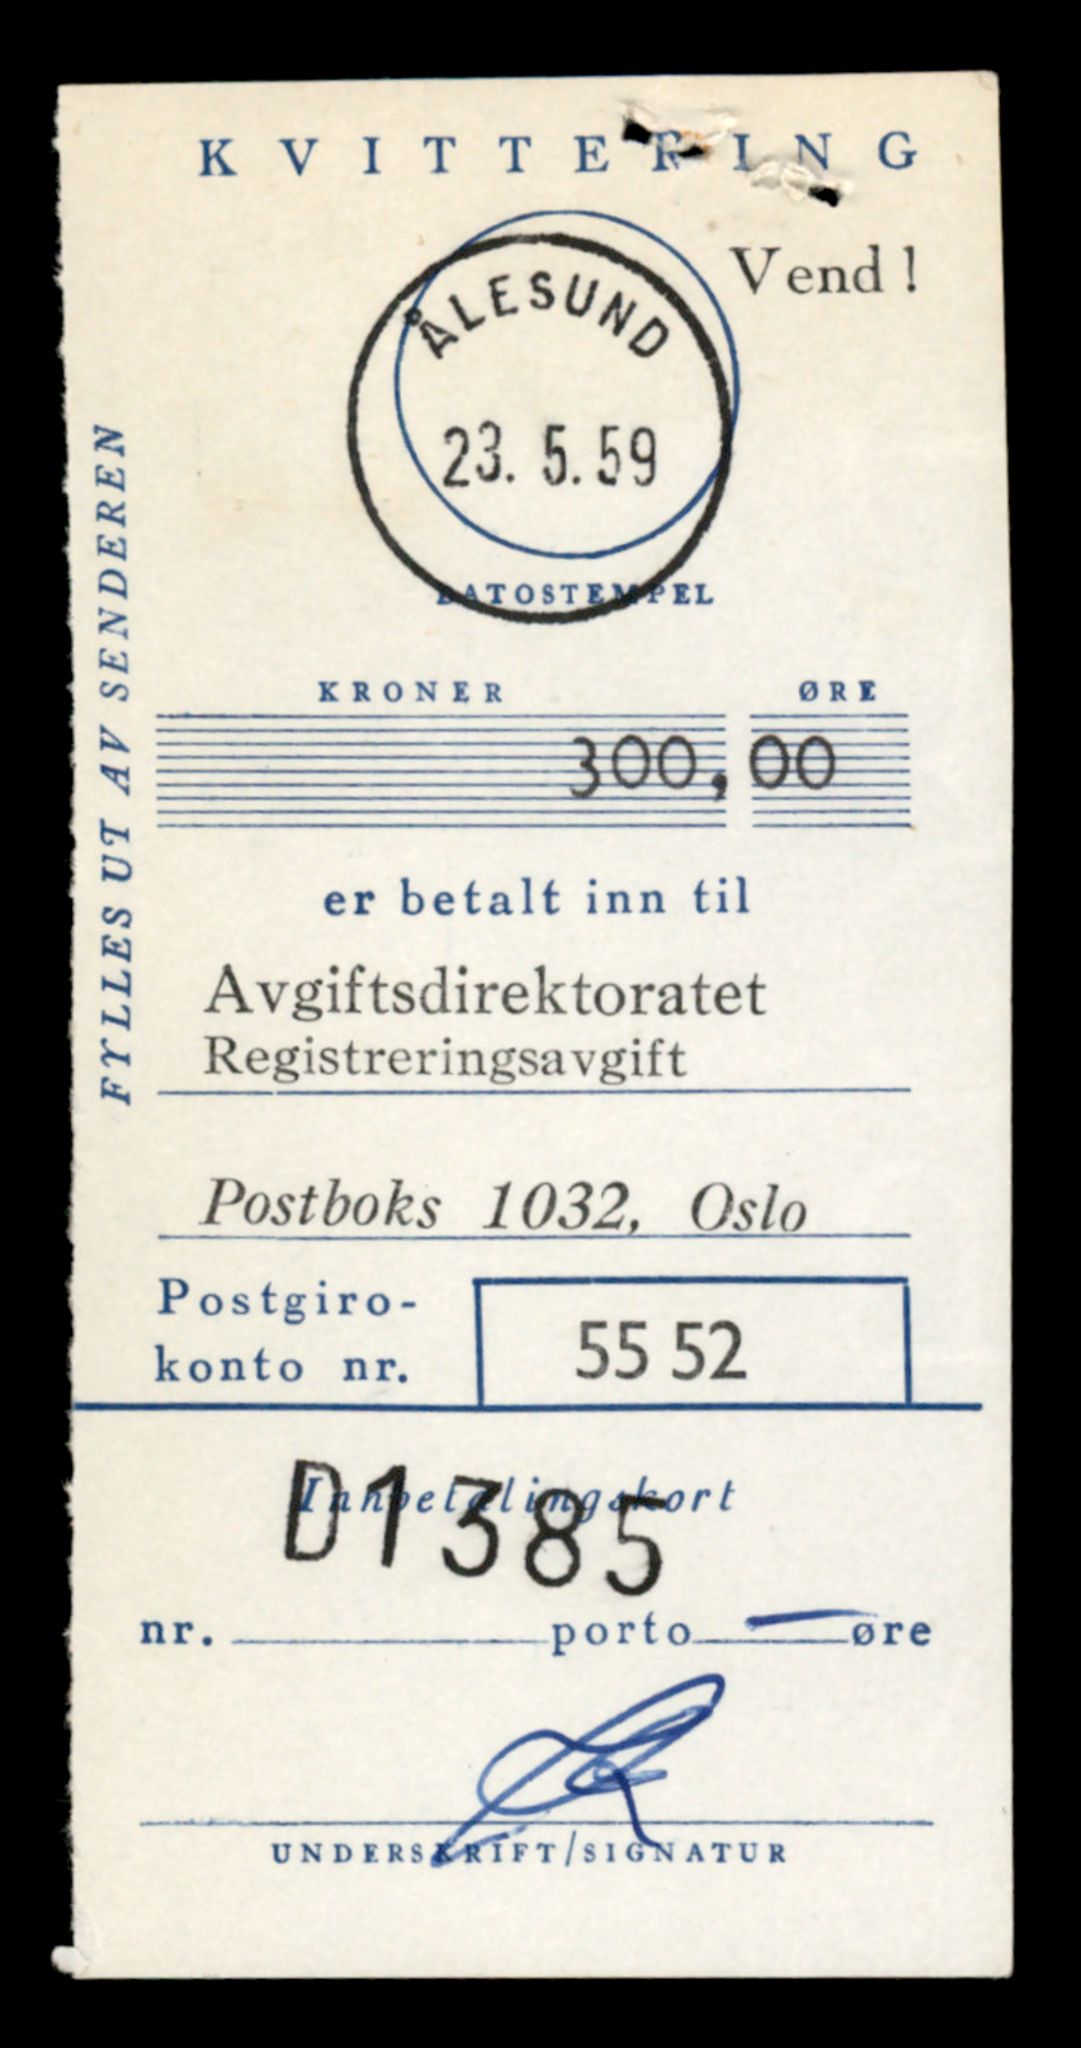 KVITTERING
Vend!
ÅLESUND
23. 5. 59
DATOSTEMPEL
FYLLES UT AV SENDEREN
KRONER ØRE
300,00
er betalt inn til
Avgiftsdirektoratet
Registreringsavgift
Postboks 1032, Oslo
Postgiro-
konto nr. 55 52
Innbetalingskort
D1385
nr. porto — øre
UNDERSKRIFT/SIGNATUR